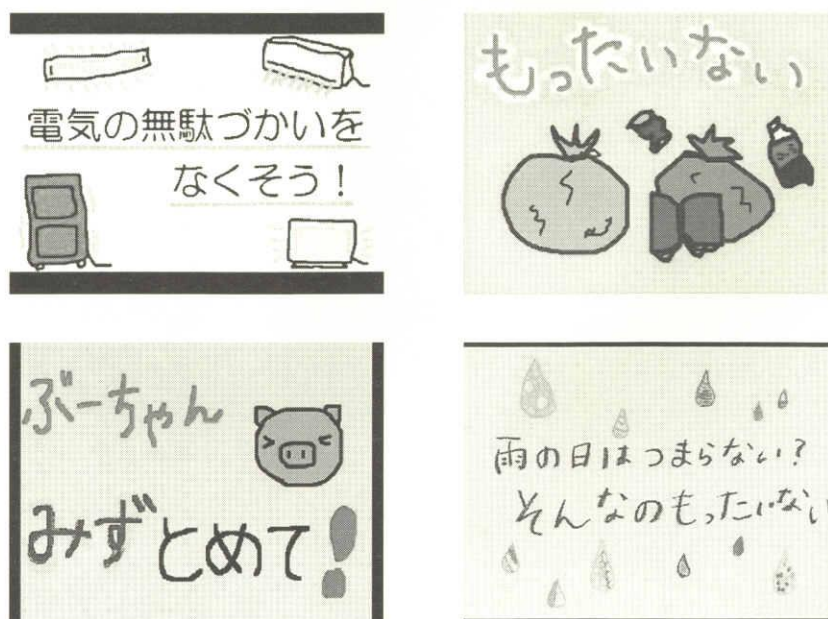 電気の無駄づかいを
なくそう！
もったいない
ぶーちゃん
みずとめて！
雨の日はつまらない？
そんなのもったいない